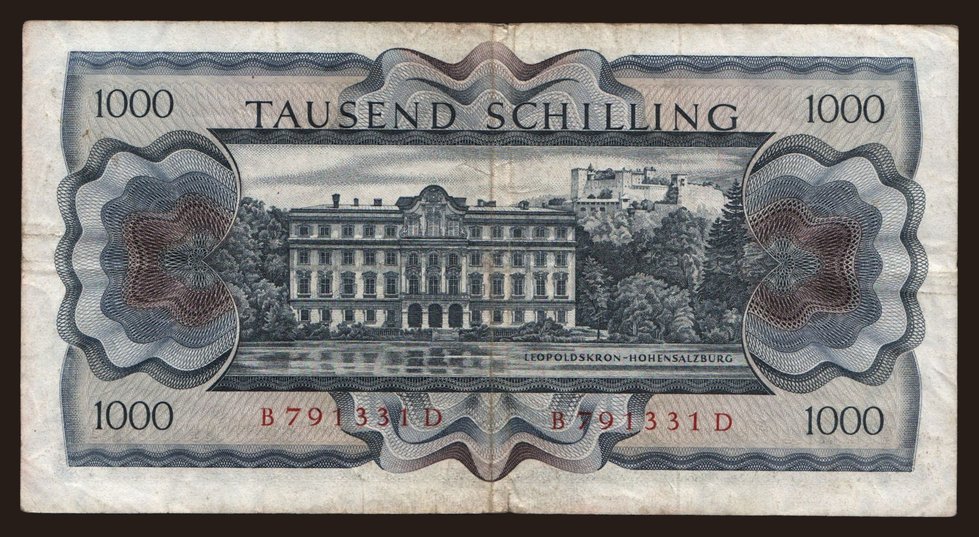 1000 TAUSEND SCHILLING 1000
LEOPOLDSKRON-HOHENSALZBURG
1000 B 791331 D B 791331 D 1000